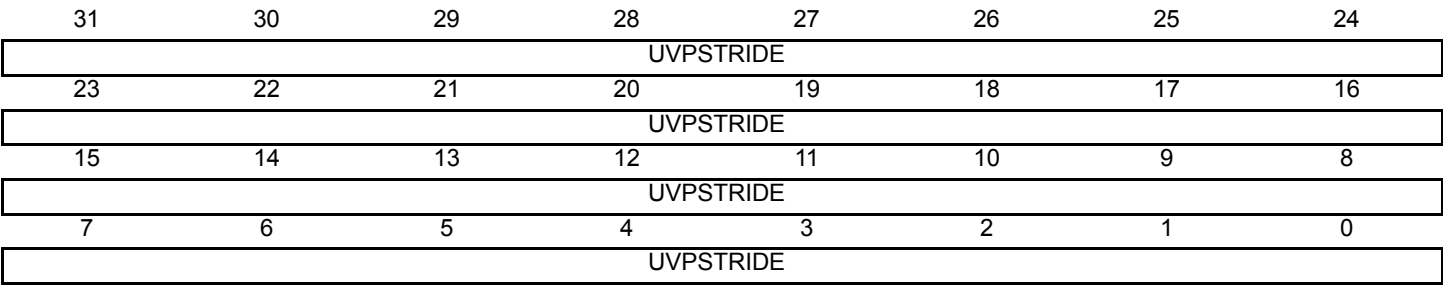 31 30 29 28 27 26 25 24
UVPSTRIDE
23 22 21 20 19 18 17 16
UVPSTRIDE
15 14 13 12 11 10 9 8
UVPSTRIDE
7 6 5 4 3 2 1 0
UVPSTRIDE